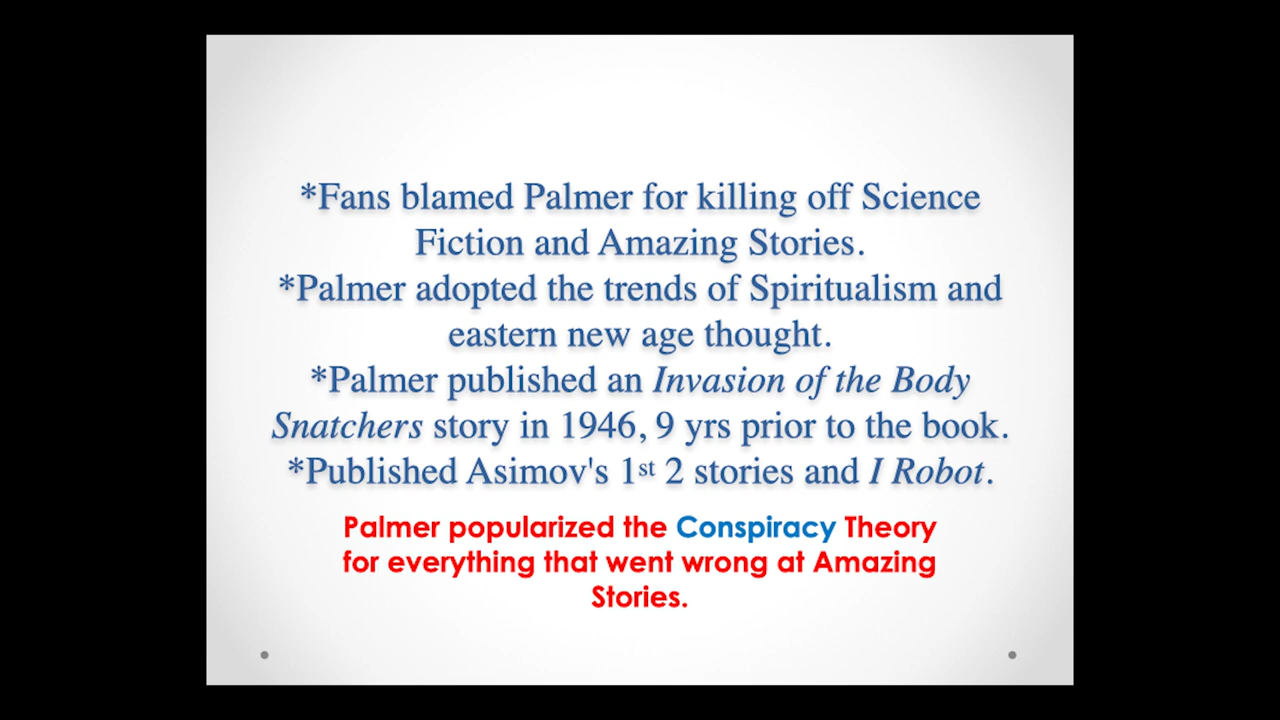 *Fans blamed Palmer for killing off Science
Fiction and Amazing Stories.
*Palmer adopted the trends of Spiritualism and
eastern new age thought.
*Palmer published an Invasion of the Body
Snatchers story in 1946, 9 yrs prior to the book.
*Published Asimov's 1st 2 stories and I Robot.
Palmer popularized the Conspiracy Theory
for everything that went wrong at Amazing
Stories.